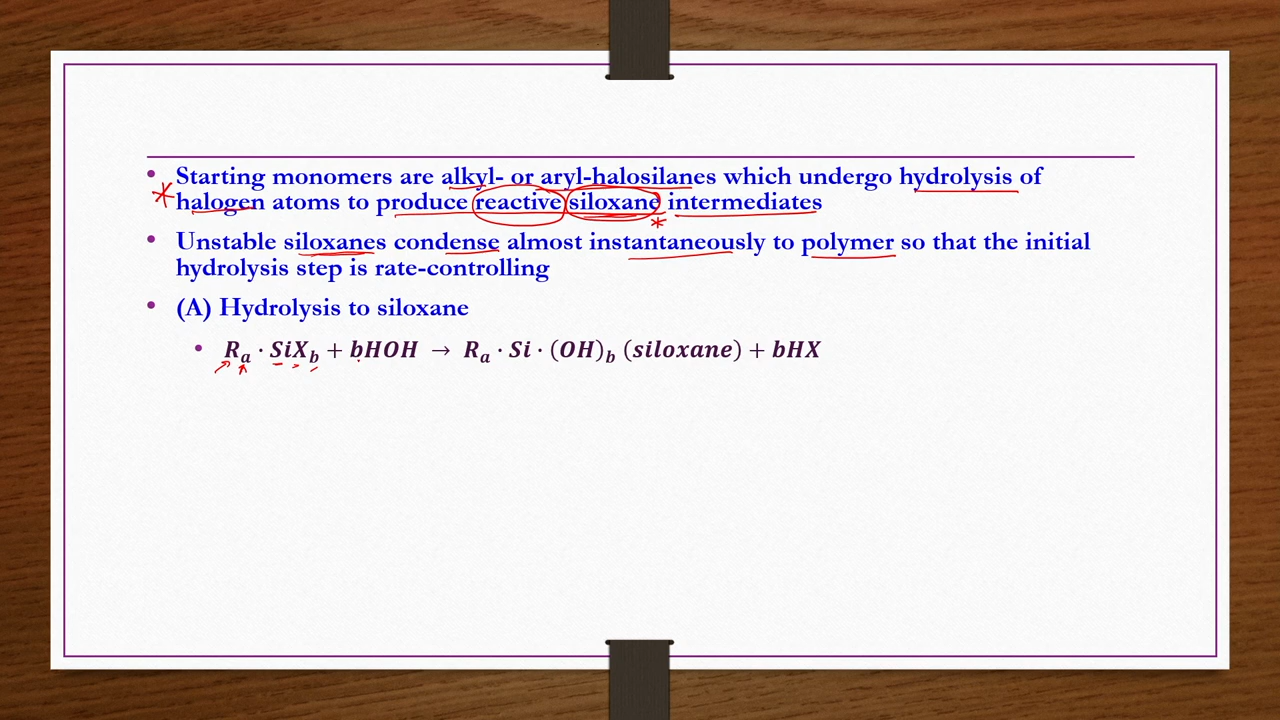 • Starting monomers are alkyl- or aryl-halosilanes which undergo hydrolysis of
halogen atoms to produce reactive siloxane intermediates
• Unstable siloxanes condense almost instantaneously to polymer so that the initial
hydrolysis step is rate-controlling
• (A) Hydrolysis to siloxane
• Rₐ · SiX_b + bHOH → Rₐ · Si · (OH)_b (siloxane) + bHX